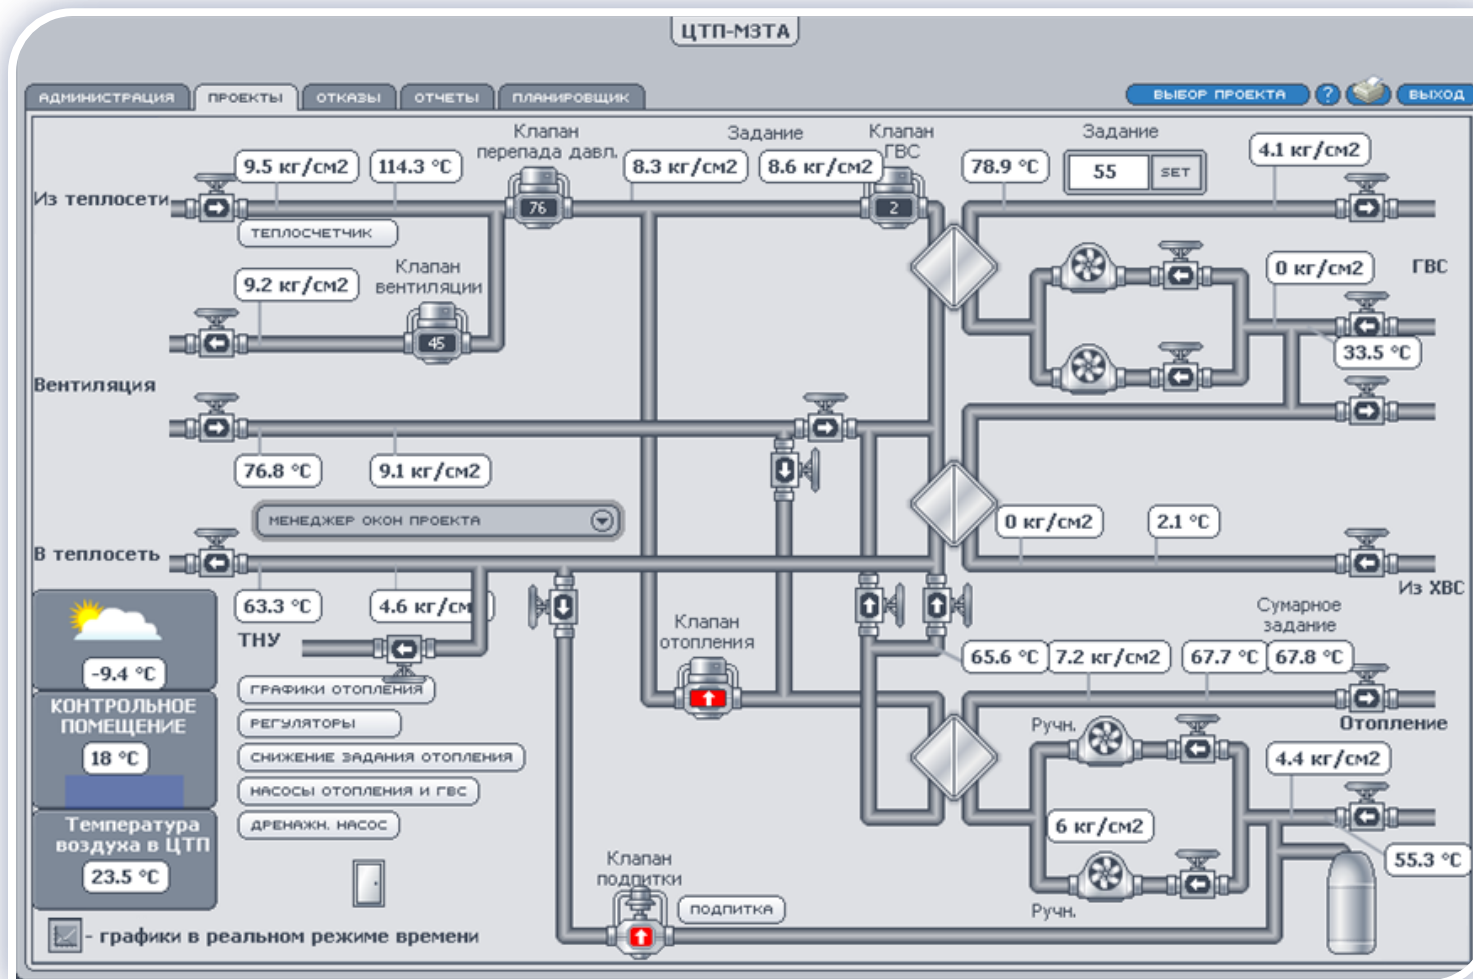 ЦТП-МЗТА
АДМИНИСТРАЦИЯ ПРОЕКТЫ ОТКАЗЫ ОТЧЕТЫ ПЛАНИРОВЩИК ВЫБОР ПРОЕКТА ? ВЫХОД
Клапан перепада давл.
Задание
Клапан ГВС
Задание
9.5 кг/см2 114.3 °C 8.3 кг/см2 8.6 кг/см2 78.9 °C 55 SET 4.1 кг/см2
Из теплосети
76 2
ТЕПЛОСЧЕТЧИК
Клапан вентиляции
9.2 кг/см2
0 кг/см2 ГВС
45
33.5 °C
Вентиляция
76.8 °C 9.1 кг/см2
МЕНЕДЖЕР ОКОН ПРОЕКТА
0 кг/см2 2.1 °C
В теплосеть
Из ХВС
63.3 °C 4.6 кг/см
Сумарное задание
ТНУ
Клапан отопления
65.6 °C 7.2 кг/см2 67.7 °C 67.8 °C
-9.4 °C
ГРАФИКИ ОТОПЛЕНИЯ
КОНТРОЛЬНОЕ
ПОМЕЩЕНИЕ
18 °C
РЕГУЛЯТОРЫ
Ручн.
Отопление
СНИЖЕНИЕ ЗАДАНИЯ ОТОПЛЕНИЯ
4.4 кг/см2
НАСОСЫ ОТОПЛЕНИЯ И ГВС
Температура
воздуха в ЦТП
23.5 °C
ДРЕНАЖН. НАСОС
6 кг/см2
55.3 °C
Клапан
подпитки
ПОДПИТКА
Ручн.
- графики в реальном режиме времени